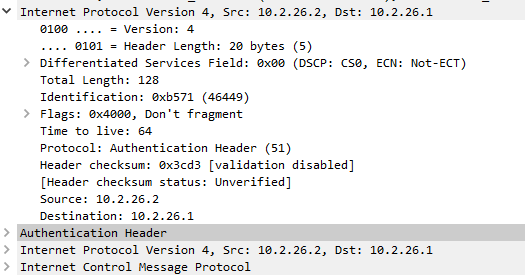 Internet Protocol Version 4, Src: 10.2.26.2, Dst: 10.2.26.1
0100 .... = Version: 4
.... 0101 = Header Length: 20 bytes (5)
Differentiated Services Field: 0x00 (DSCP: CS0, ECN: Not-ECT)
Total Length: 128
Identification: 0xb571 (46449)
Flags: 0x4000, Don't fragment
Time to live: 64
Protocol: Authentication Header (51)
Header checksum: 0x3cd3 [validation disabled]
[Header checksum status: Unverified]
Source: 10.2.26.2
Destination: 10.2.26.1
Authentication Header
Internet Protocol Version 4, Src: 10.2.26.2, Dst: 10.2.26.1
Internet Control Message Protocol